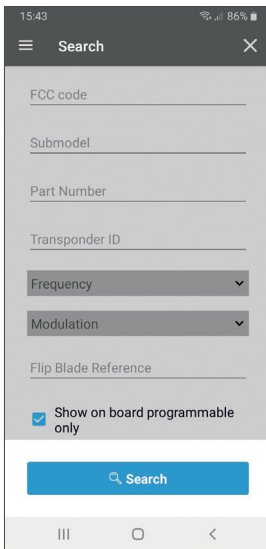 15:43 86%
Search
FCC code
Submodel
Part Number
Transponder ID
Frequency
Modulation
Flip Blade Reference
Show on board programmable
only
Search